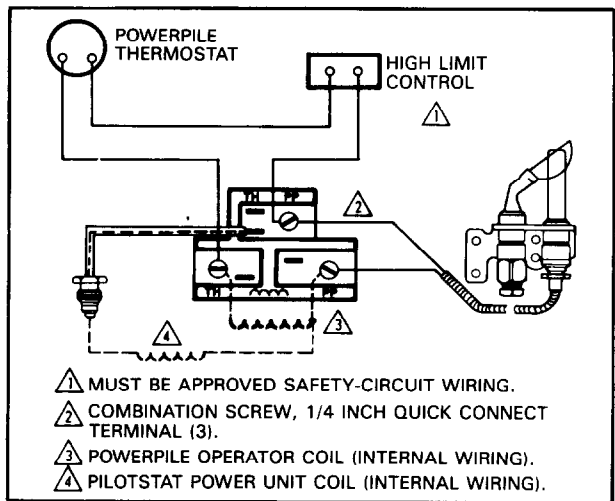 POWERPILE
THERMOSTAT
HIGH LIMIT
CONTROL
1
TH PP
2
TH PP
3
4
1 MUST BE APPROVED SAFETY-CIRCUIT WIRING.
2 COMBINATION SCREW, 1/4 INCH QUICK CONNECT
TERMINAL (3).
3 POWERPILE OPERATOR COIL (INTERNAL WIRING).
4 PILOTSTAT POWER UNIT COIL (INTERNAL WIRING).